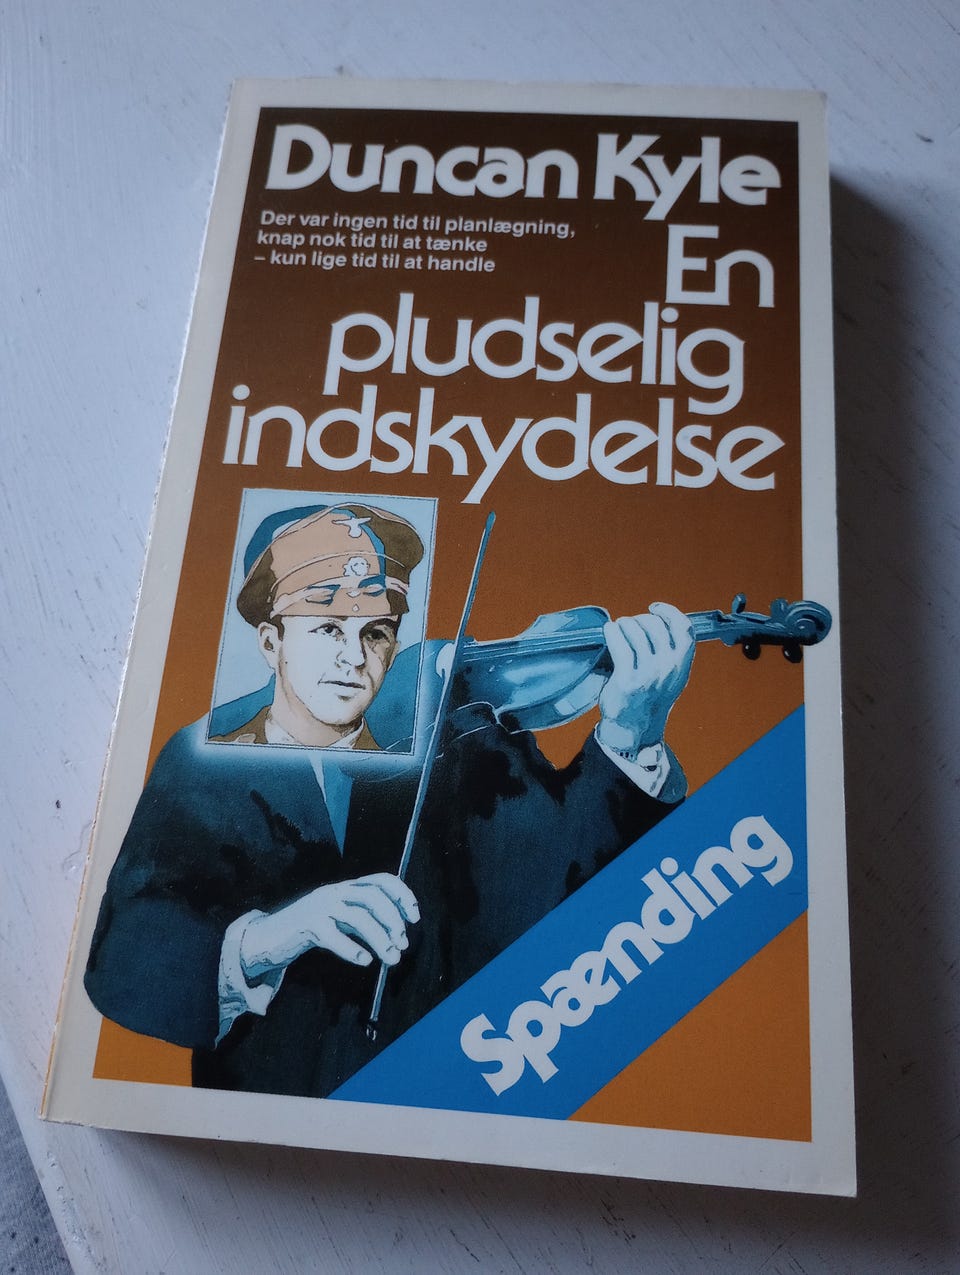 Duncan Kyle
Der var ingen tid til planlægning,
knap nok tid til at tænke
– kun lige tid til at handle
En
pludselig
indskydelse
Spænding